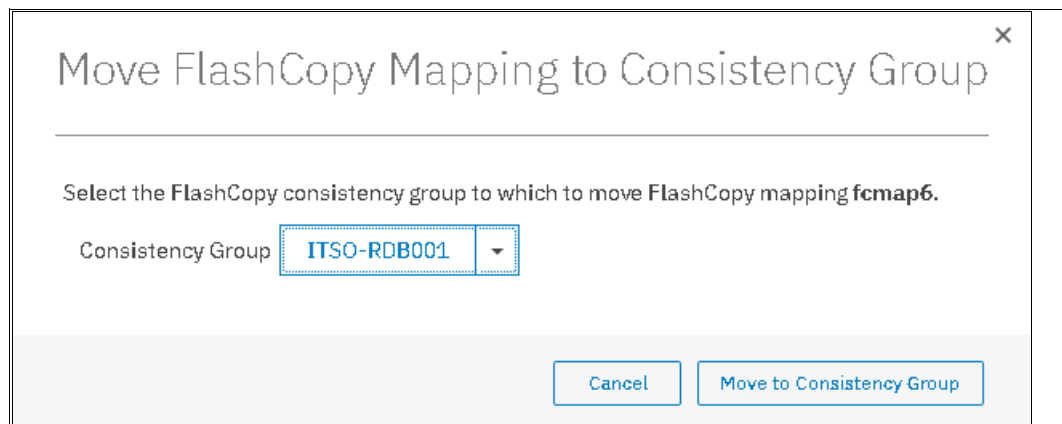 Move FlashCopy Mapping to Consistency Group
Select the FlashCopy consistency group to which to move FlashCopy mapping fcmap6.
Consistency Group ITSO-RDB001
Cancel Move to Consistency Group